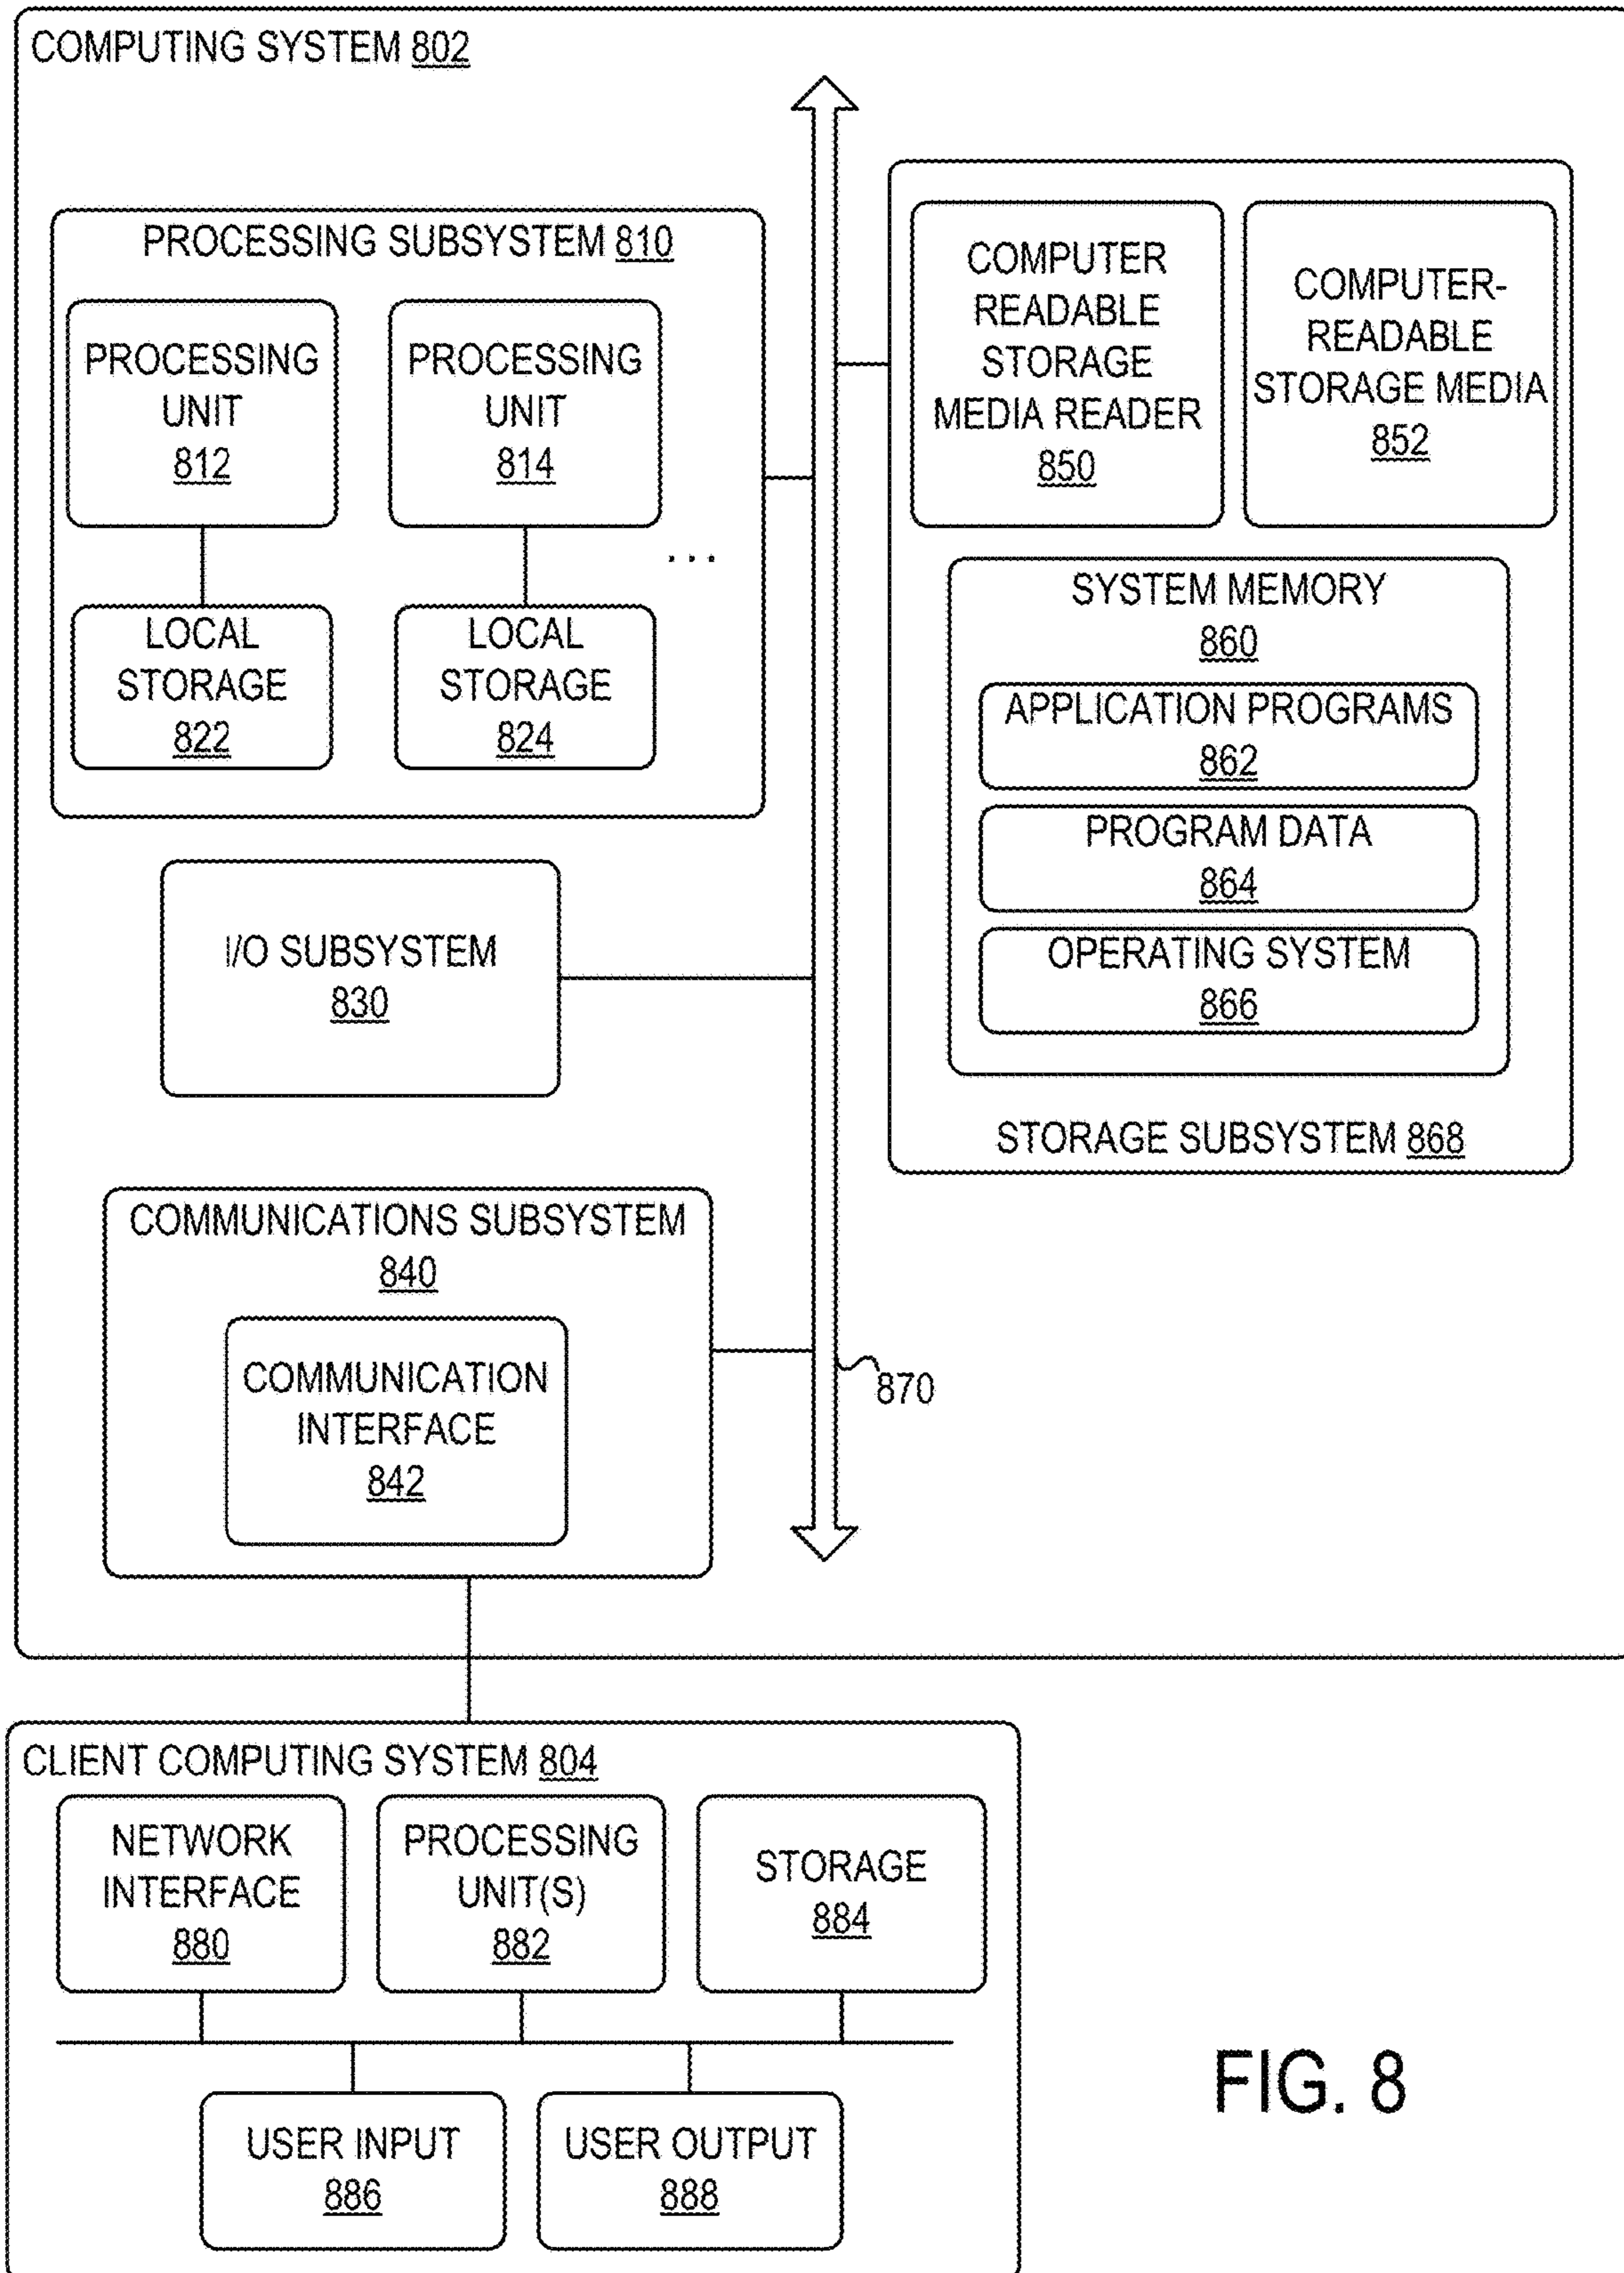 COMPUTING SYSTEM 802
PROCESSING SUBSYSTEM 810
PROCESSING
UNIT
812
PROCESSING
UNIT
814
. . .
LOCAL
STORAGE
822
LOCAL
STORAGE
824
I/O SUBSYSTEM
830
COMMUNICATIONS SUBSYSTEM
840
COMMUNICATION
INTERFACE
842
870
COMPUTER
READABLE
STORAGE
MEDIA READER
850
COMPUTER-
READABLE
STORAGE MEDIA
852
SYSTEM MEMORY
860
APPLICATION PROGRAMS
862
PROGRAM DATA
864
OPERATING SYSTEM
866
STORAGE SUBSYSTEM 868
CLIENT COMPUTING SYSTEM 804
NETWORK
INTERFACE
880
PROCESSING
UNIT(S)
882
STORAGE
884
USER INPUT
886
USER OUTPUT
888
FIG. 8